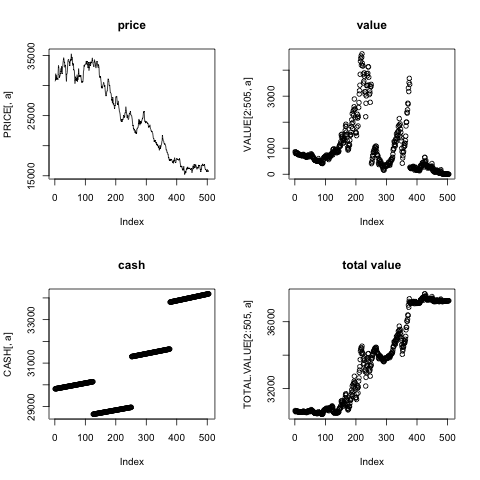 price
PRICE[, a]
35000
25000
15000
0 100 200 300 400 500
Index
value
VALUE[2:505, a]
3000
1000
0
0 100 200 300 400 500
Index
cash
CASH[, a]
33000
31000
29000
0 100 200 300 400 500
Index
total value
TOTAL.VALUE[2:505, a]
36000
32000
0 100 200 300 400 500
Index